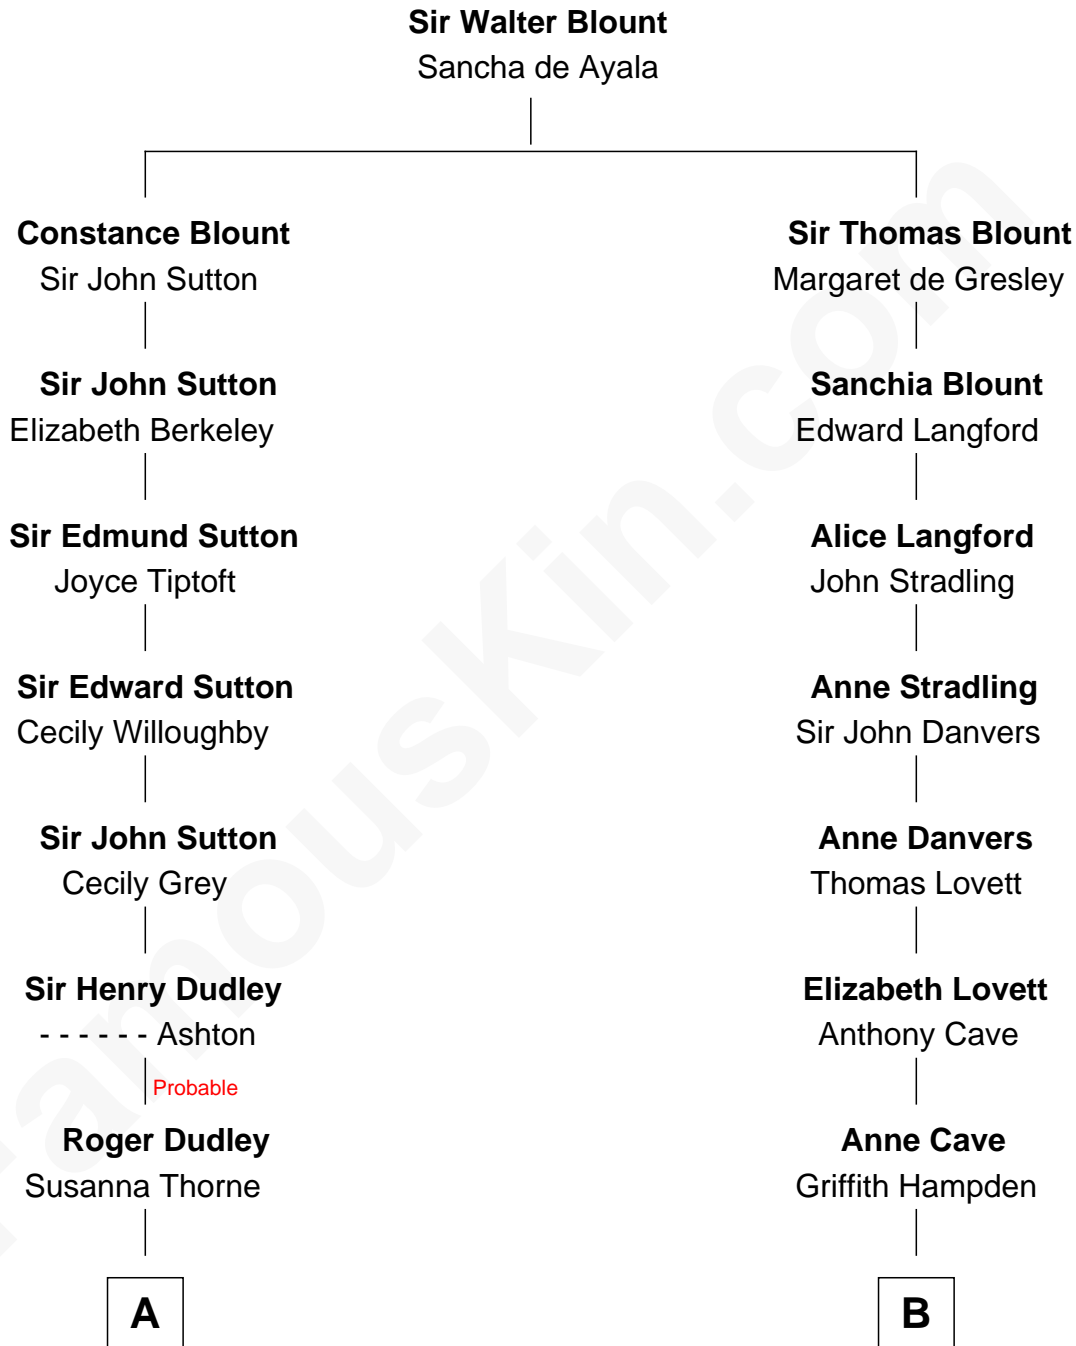 Sir Walter Blount
Sancha de Ayala
Constance Blount
Sir John Sutton
Sir Thomas Blount
Margaret de Gresley
Sir John Sutton
Elizabeth Berkeley
Sanchia Blount
Edward Langford
Sir Edmund Sutton
Joyce Tiptoft
Alice Langford
John Stradling
Sir Edward Sutton
Cecily Willoughby
Anne Stradling
Sir John Danvers
Sir John Sutton
Cecily Grey
Anne Danvers
Thomas Lovett
Sir Henry Dudley
- - - - - - Ashton
Elizabeth Lovett
Anthony Cave
Probable
Roger Dudley
Susanna Thorne
Anne Cave
Griffith Hampden
A
B
FamousKin.com